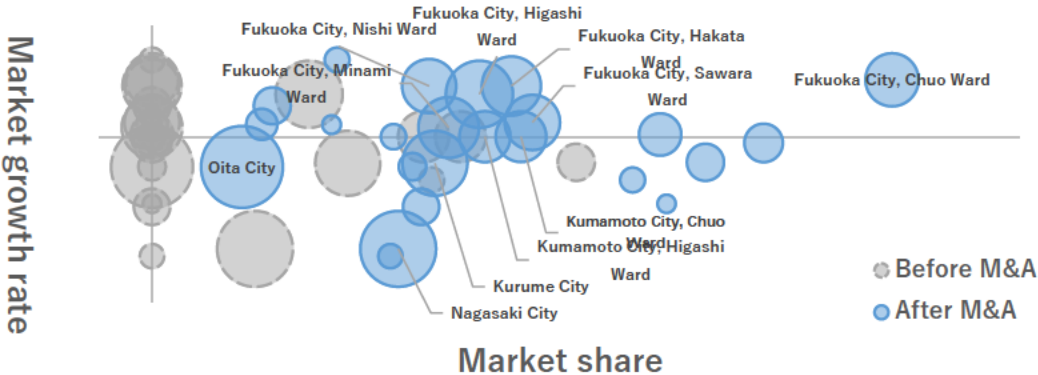 Market growth rate
Fukuoka City, Higashi
Ward
Fukuoka City, Nishi Ward
Fukuoka City, Hakata
Ward
Fukuoka City, Minami
Ward
Fukuoka City, Sawara
Ward
Fukuoka City, Chuo Ward
Oita City
Kumamoto City, Chuo
Ward
Kumamoto City, Higashi
Ward
Kurume City
Nagasaki City
Before M&A
After M&A
Market share